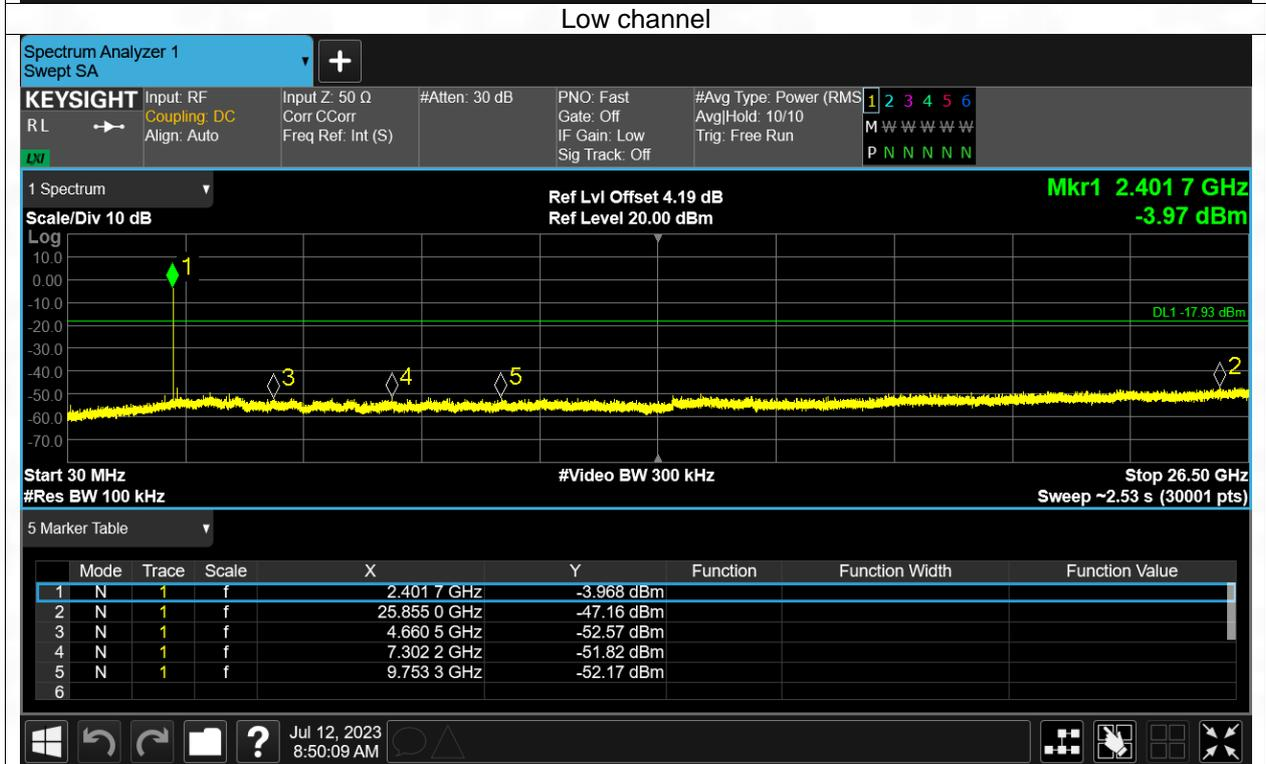 Low channel
Spectrum Analyzer 1
Swept SA
+
KEYSIGHT Input: RF Input Z: 50 Ω #Atten: 30 dB PNO: Fast #Avg Type: Power (RMS 1 2 3 4 5 6
RL Coupling: DC Corr CCorr Gate: Off Avg|Hold: 10/10 M W W W W W
Align: Auto Freq Ref: Int (S) IF Gain: Low Trig: Free Run
LXI Sig Track: Off P N N N N N
1 Spectrum Ref Lvl Offset 4.19 dB Mkr1 2.401 7 GHz
Scale/Div 10 dB Ref Level 20.00 dBm -3.97 dBm
Log
10.0
1
0.00
-10.0
DL1 -17.93 dBm
-20.0
-30.0
-40.0
3 4 5 2
-50.0
-60.0
-70.0
Start 30 MHz #Video BW 300 kHz Stop 26.50 GHz
#Res BW 100 kHz Sweep ~2.53 s (30001 pts)
5 Marker Table
Mode Trace Scale X Y Function Function Width Function Value
1 N 1 f 2.401 7 GHz -3.968 dBm
2 N 1 f 25.855 0 GHz -47.16 dBm
3 N 1 f 4.660 5 GHz -52.57 dBm
4 N 1 f 7.302 2 GHz -51.82 dBm
5 N 1 f 9.753 3 GHz -52.17 dBm
6
? Jul 12, 2023
8:50:09 AM